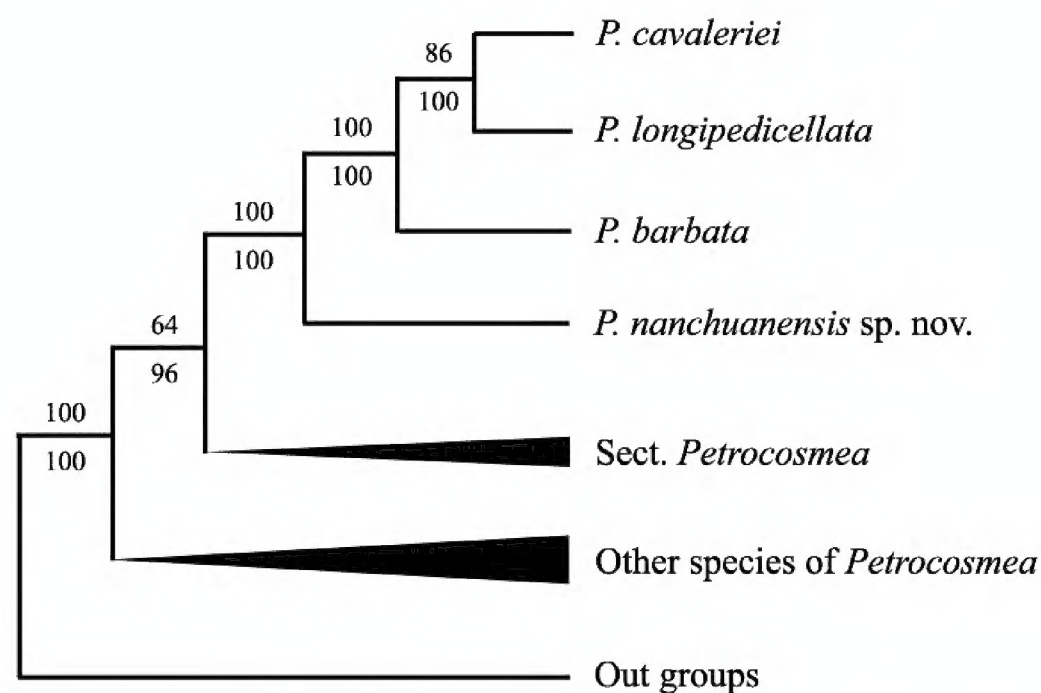 P. cavaleriei
86
100
P. longipedicellata
100
100
P. barbata
100
100
P. nanchuanensis sp. nov.
64
96
Sect. Petrocosmea
100
100
Other species of Petrocosmea
Out groups